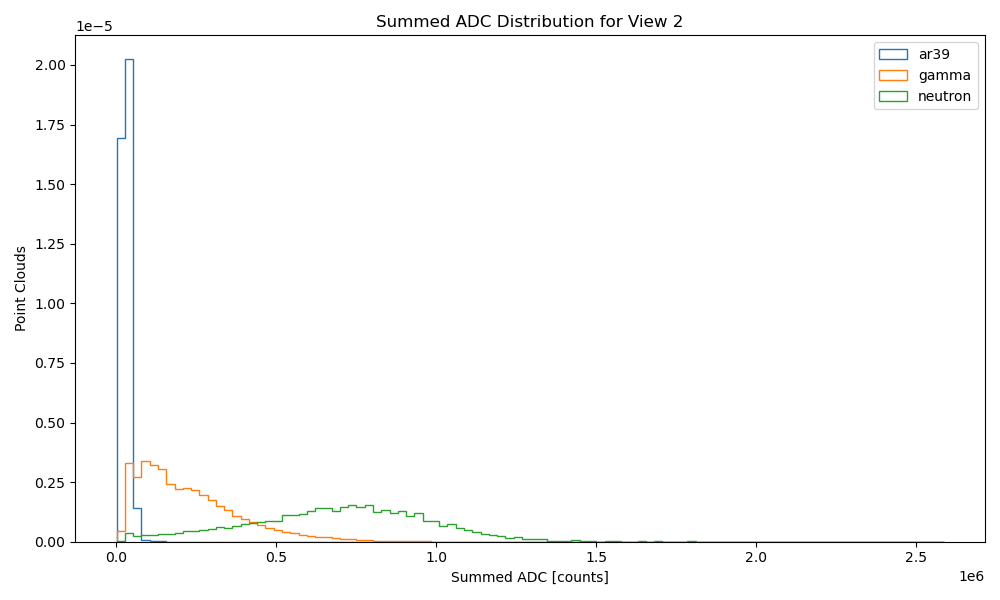 Summed ADC Distribution for View 2
1e−5
ar39
gamma
neutron
2.00
1.75
1.50
1.25
1.00
0.75
0.50
0.25
0.00
Point Clouds
0.0 0.5 1.0 1.5 2.0 2.5
1e6
Summed ADC [counts]